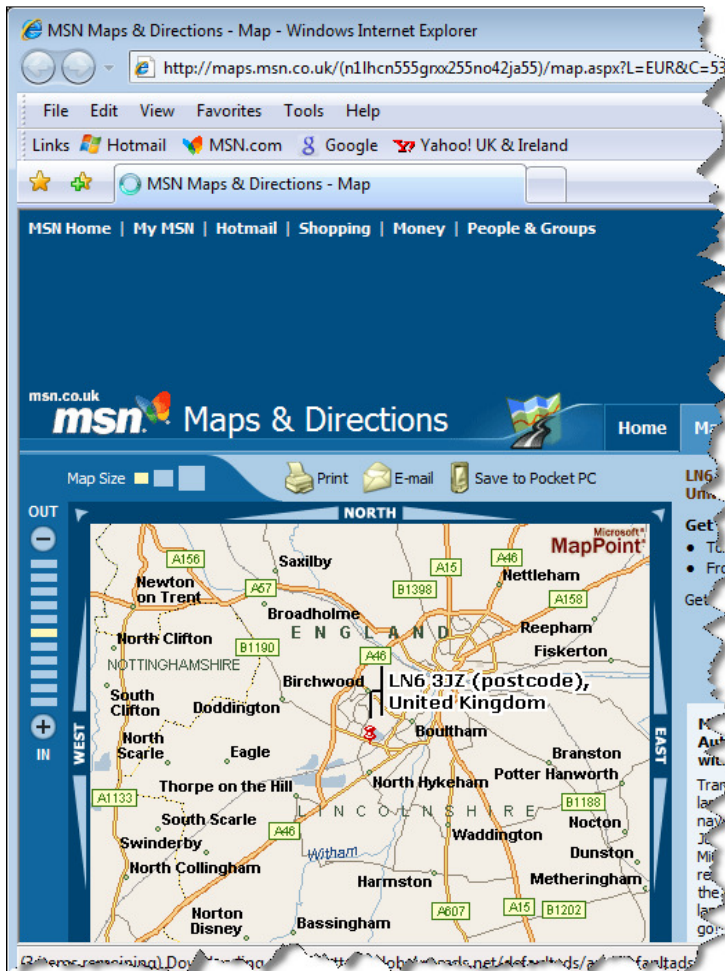 MSN Maps & Directions - Map - Windows Internet Explorer
http://maps.msn.co.uk/(n1lhcn555grxx255no42ja55)/map.aspx?L=EUR&C=53
File Edit View Favorites Tools Help
Links Hotmail MSN.com Google Yahoo! UK & Ireland
MSN Maps & Directions - Map
MSN Home | My MSN | Hotmail | Shopping | Money | People & Groups
msn.co.uk
msn Maps & Directions
Home
Map Size
Print E-mail Save to Pocket PC
LN6
OUT
NORTH
Get
Microsoft
MapPoint
A156
Saxilby
A15
A46
Nettleham
Newton
on Trent
A57
B1398
A158
Get
Broadholme
Reepham
North Clifton
ENGLAND
Fiskerton
B1190
A46
NOTTINGHAMSHIRE
Birchwood
LN6 3JZ (postcode),
United Kingdom
South
Clifton
Doddington
Boultham
IN
WEST
EAST
North
Scarle
Eagle
Branston
Potter Hanworth
Thorpe on the Hill
North Hykeham
A1133
LINCOLNSHIRE
B1188
South Scarle
Nocton
A46
Waddington
Swinderby
Witham
Dunston
North Collingham
Harmston
Metheringham
Norton
Disney
Bassingham
A607
A15
B1202